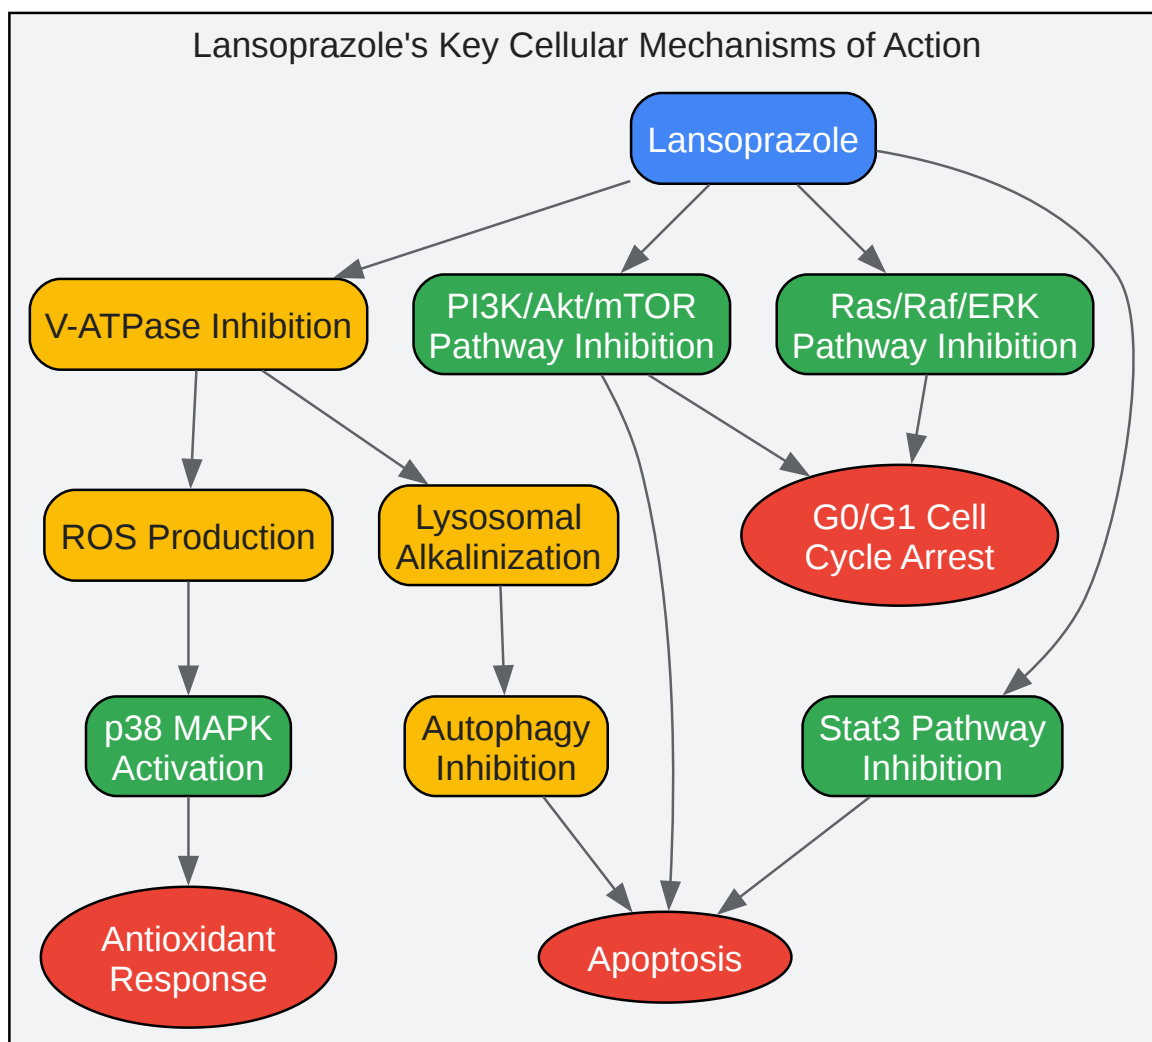 Lansoprazole's Key Cellular Mechanisms of Action
Lansoprazole
V-ATPase Inhibition
PI3K/Akt/mTOR
Pathway Inhibition
Ras/Raf/ERK
Pathway Inhibition
ROS Production
Lysosomal
Alkalinization
G0/G1 Cell
Cycle Arrest
p38 MAPK
Activation
Autophagy
Inhibition
Stat3 Pathway
Inhibition
Antioxidant
Response
Apoptosis